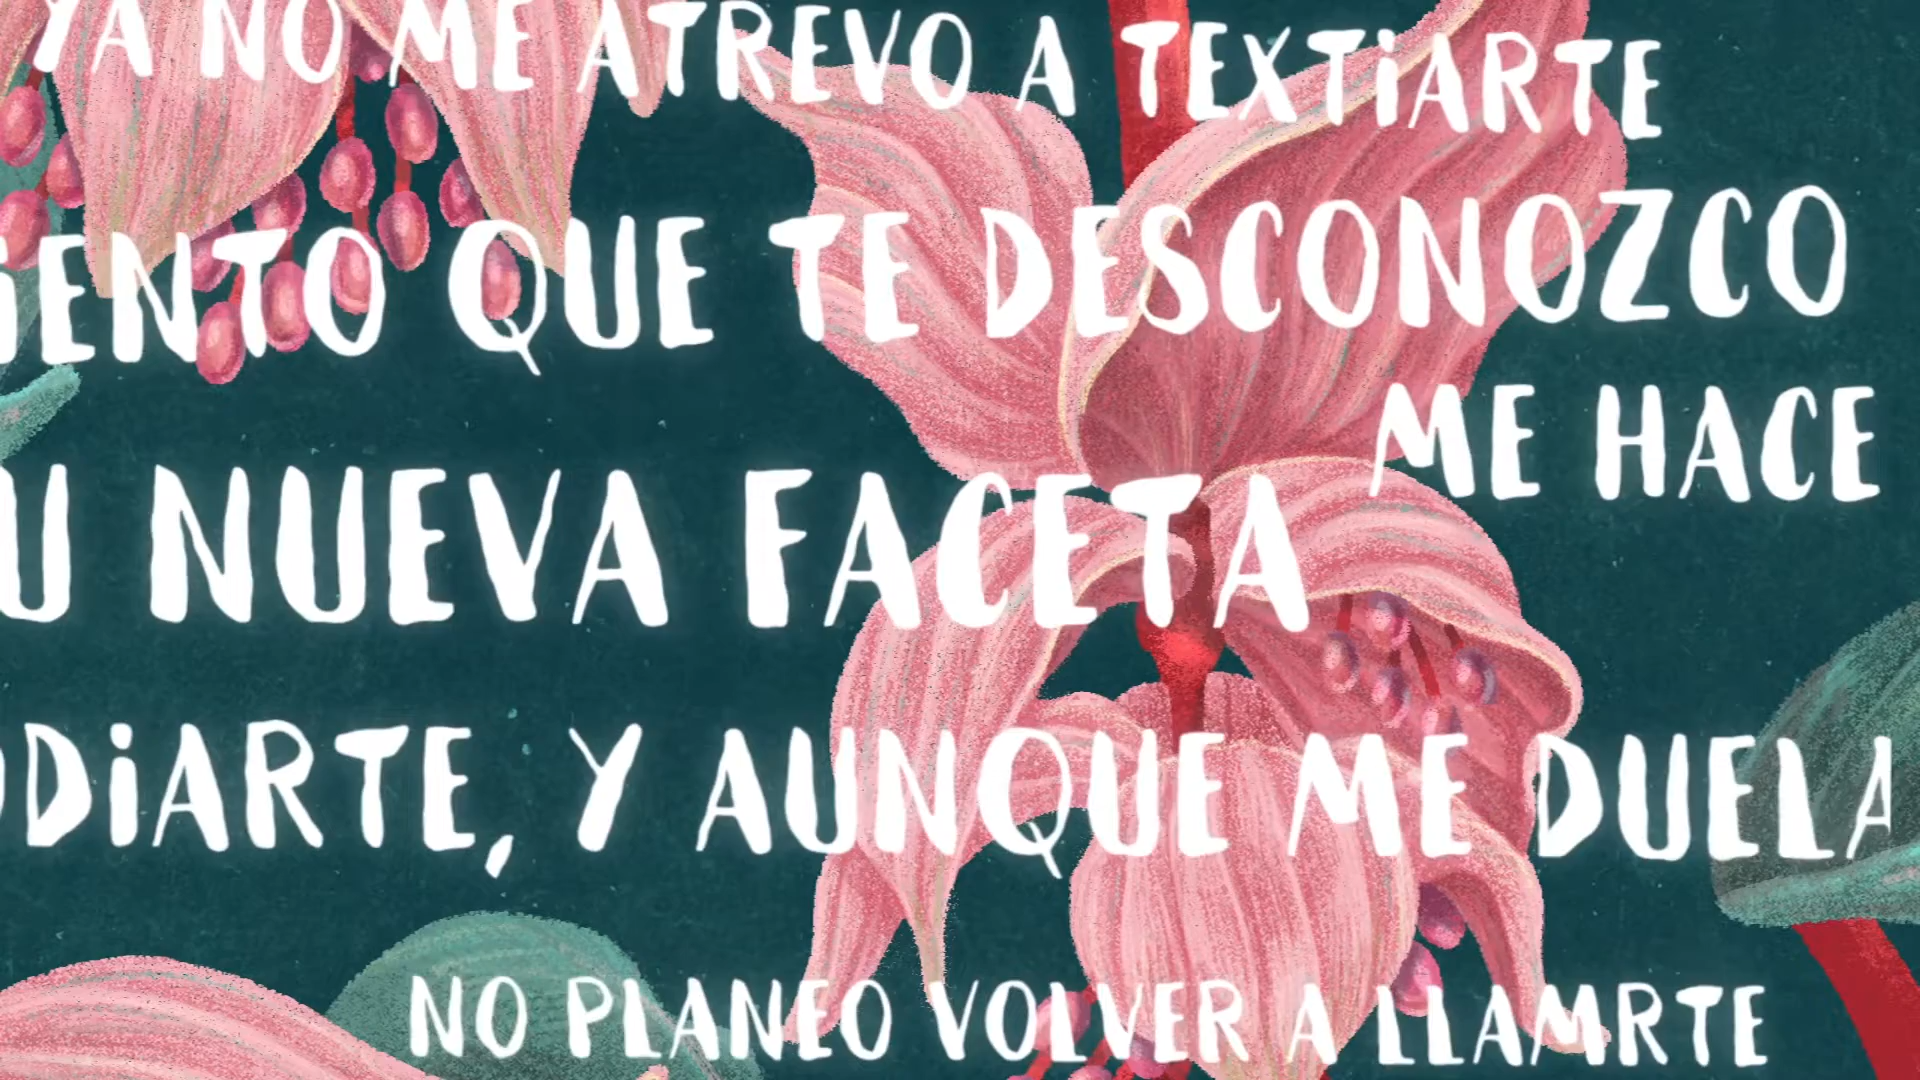 YA NO ME ATREVO A TEXTiARTE
iENTO QUE TE DESCONOZCO
ME HACE
U NUEVA FACETA
DiARTE, Y AUNQUE ME DUELA
NO PLANEO VOLVER A LLAMRTE